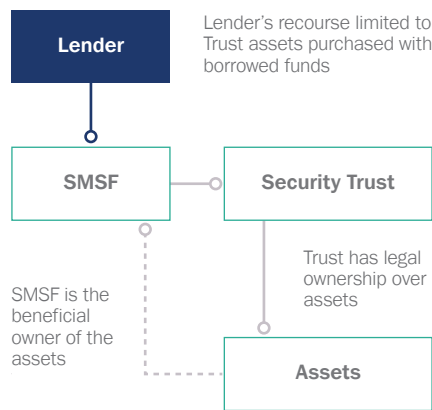 Lender
Lender’s recourse limited to
Trust assets purchased with
borrowed funds
SMSF
Security Trust
Trust has legal
ownership over
assets
SMSF is the
beneficial
owner of the
assets
Assets